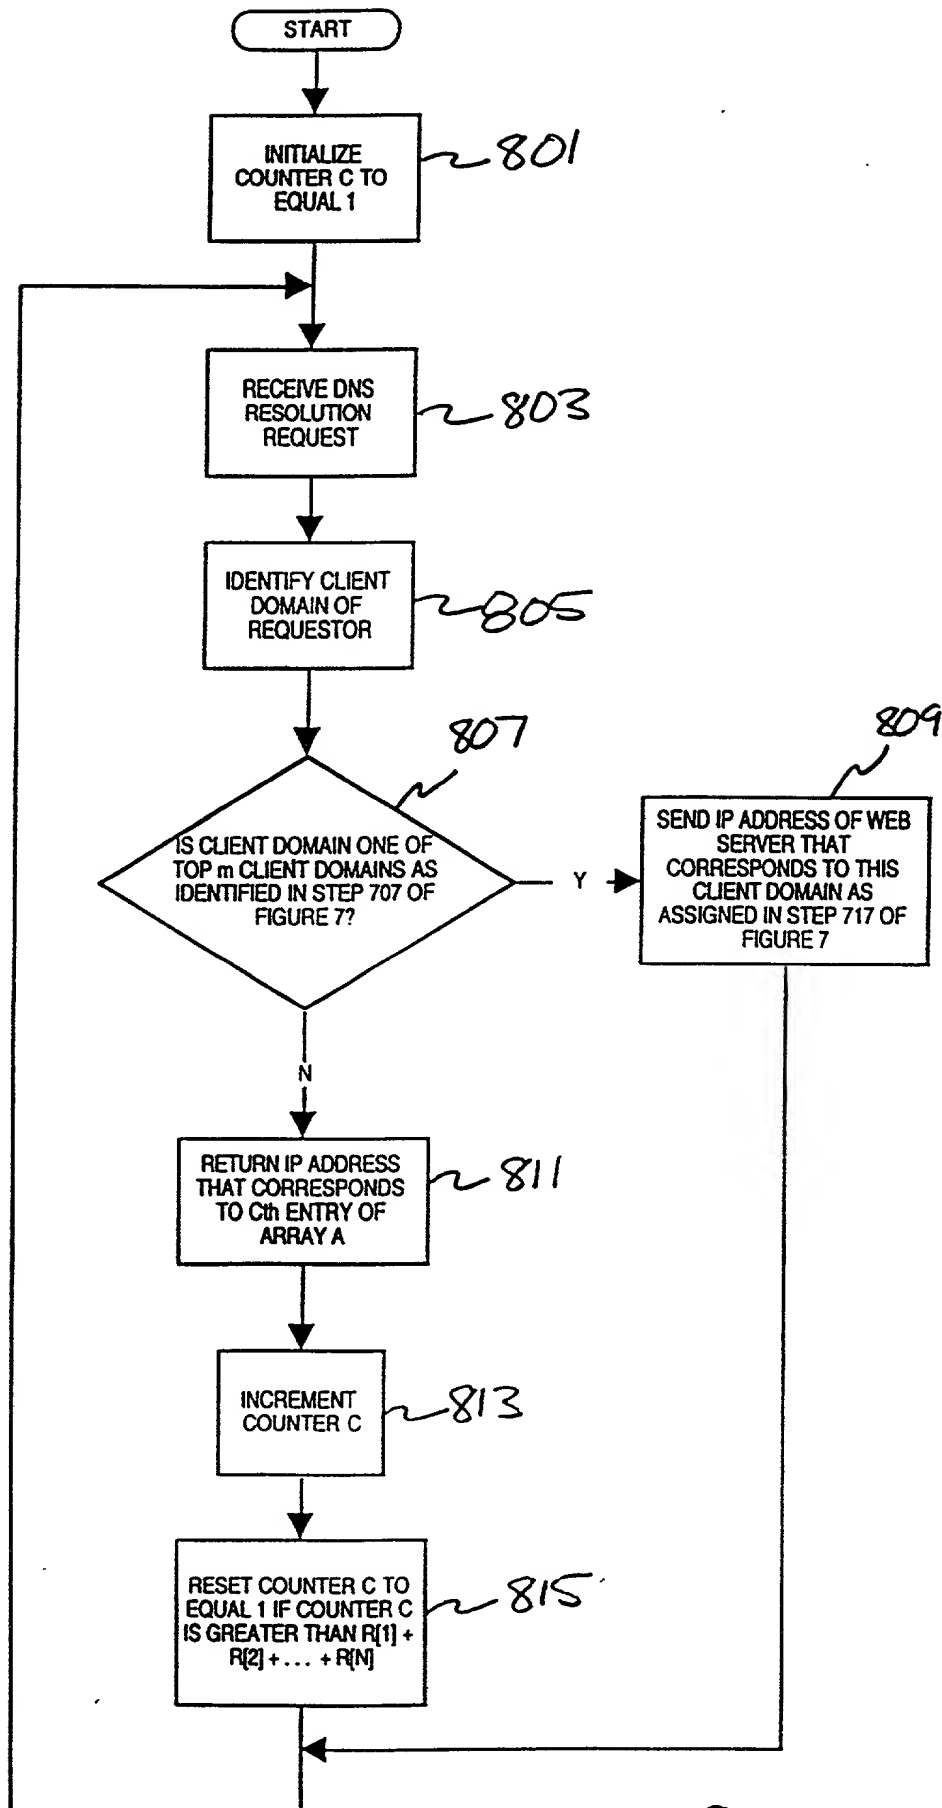 START
INITIALIZE
COUNTER C TO
EQUAL 1
801
RECEIVE DNS
RESOLUTION
REQUEST
803
IDENTIFY CLIENT
DOMAIN OF
REQUESTOR
805
807
IS CLIENT DOMAIN ONE OF
TOP m CLIENT DOMAINS AS
IDENTIFIED IN STEP 707 OF
FIGURE 7?
Y
809
SEND IP ADDRESS OF WEB
SERVER THAT
CORRESPONDS TO THIS
CLIENT DOMAIN AS
ASSIGNED IN STEP 717 OF
FIGURE 7
N
RETURN IP ADDRESS
THAT CORRESPONDS
TO Cth ENTRY OF
ARRAY A
811
INCREMENT
COUNTER C
813
RESET COUNTER C TO
EQUAL 1 IF COUNTER C
IS GREATER THAN R[1] +
R[2] + . . . + R[N]
815